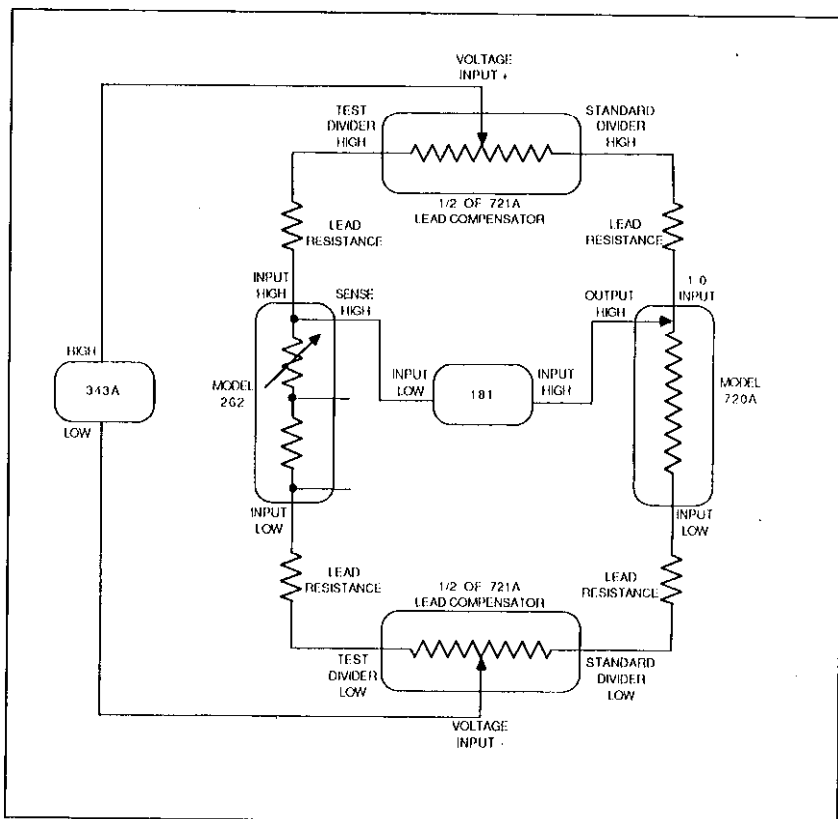 VOLTAGE
INPUT +
TEST
DIVIDER
HIGH
STANDARD
DIVIDER
HIGH
1/2 OF 721A
LEAD COMPENSATOR
LEAD
RESISTANCE
LEAD
RESISTANCE
INPUT
HIGH
SENSE
HIGH
OUTPUT
HIGH
1 0
INPUT
HIGH
343A
LOW
MODEL
262
INPUT
LOW
181
INPUT
HIGH
MODEL
720A
INPUT
LOW
INPUT
LOW
LEAD
RESISTANCE
1/2 OF 721A
LEAD COMPENSATOR
LEAD
RESISTANCE
TEST
DIVIDER
LOW
STANDARD
DIVIDER
LOW
VOLTAGE
INPUT -